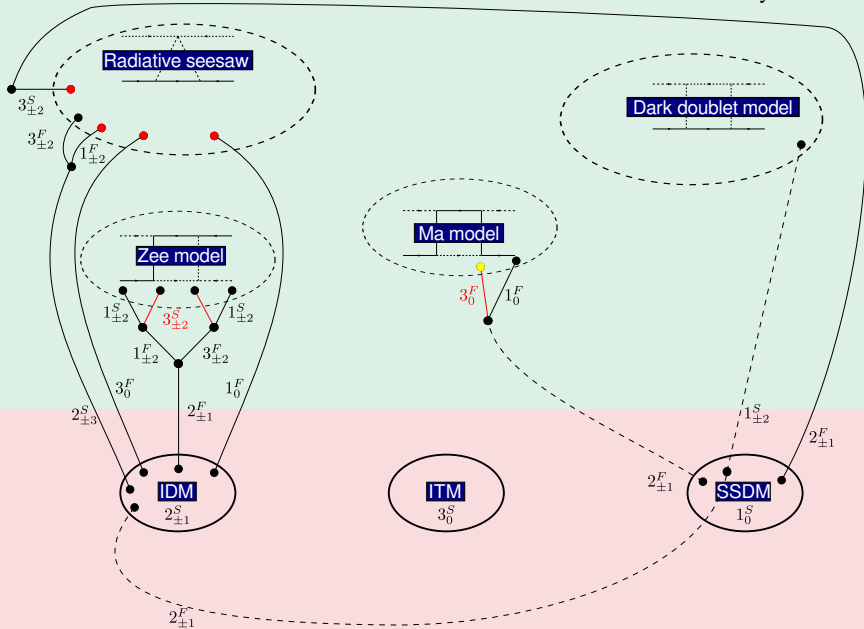 Radiative seesaw
Dark doublet model
3^S_{±2}
3^F_{±2}
1^F_{±2}
Ma model
Zee model
3^F_0
1^F_0
1^S_{±2}
3^S_{±2}
1^S_{±2}
1^F_{±2}
3^F_{±2}
3^F_0
1^F_0
2^S_{±3}
2^F_{±1}
1^S_{±2}
2^F_{±1}
2^F_{±1}
IDM
2^S_{±1}
ITM
3^S_0
SSDM
1^S_0
2^F_{±1}